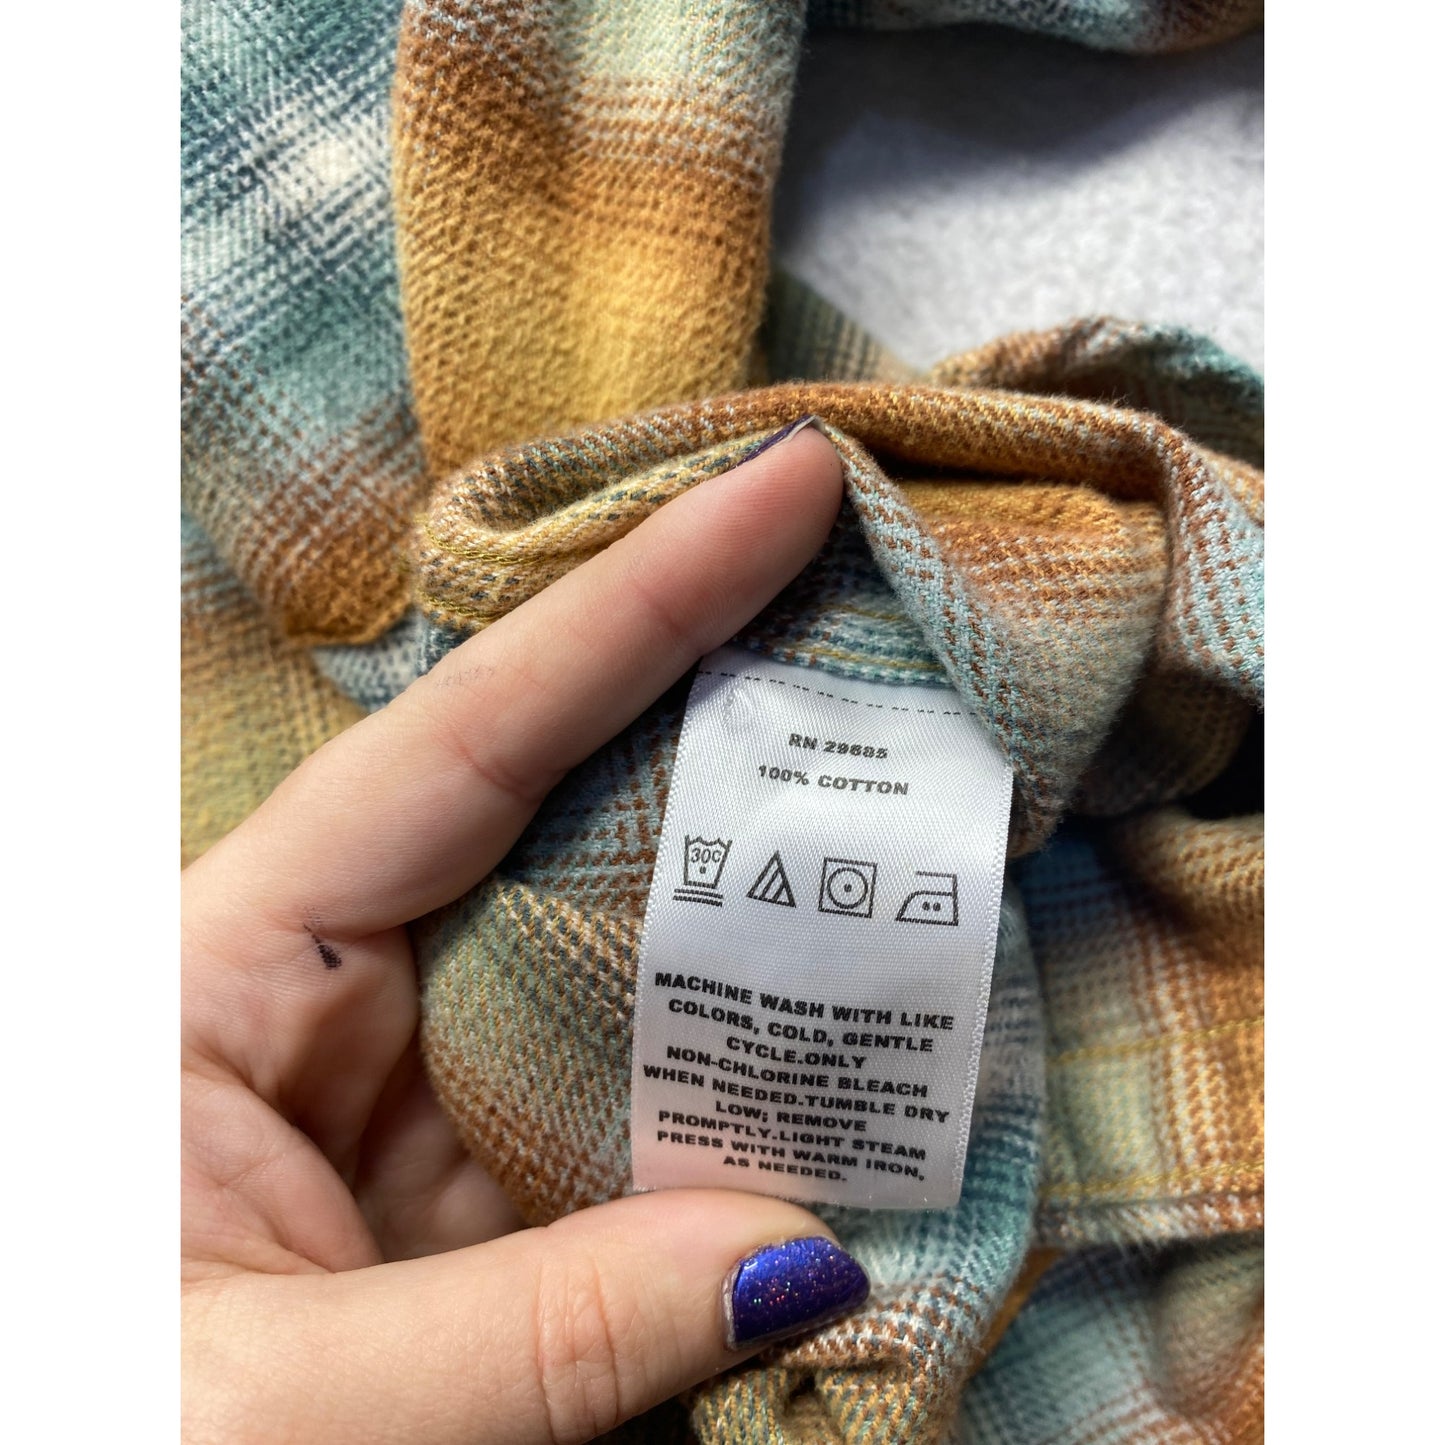 RN 29685
100% COTTON
30C
MACHINE WASH WITH LIKE
COLORS, COLD, GENTLE
CYCLE.ONLY
NON-CHLORINE BLEACH
WHEN NEEDED.TUMBLE DRY
LOW; REMOVE
PROMPTLY.LIGHT STEAM
PRESS WITH WARM IRON,
AS NEEDED.